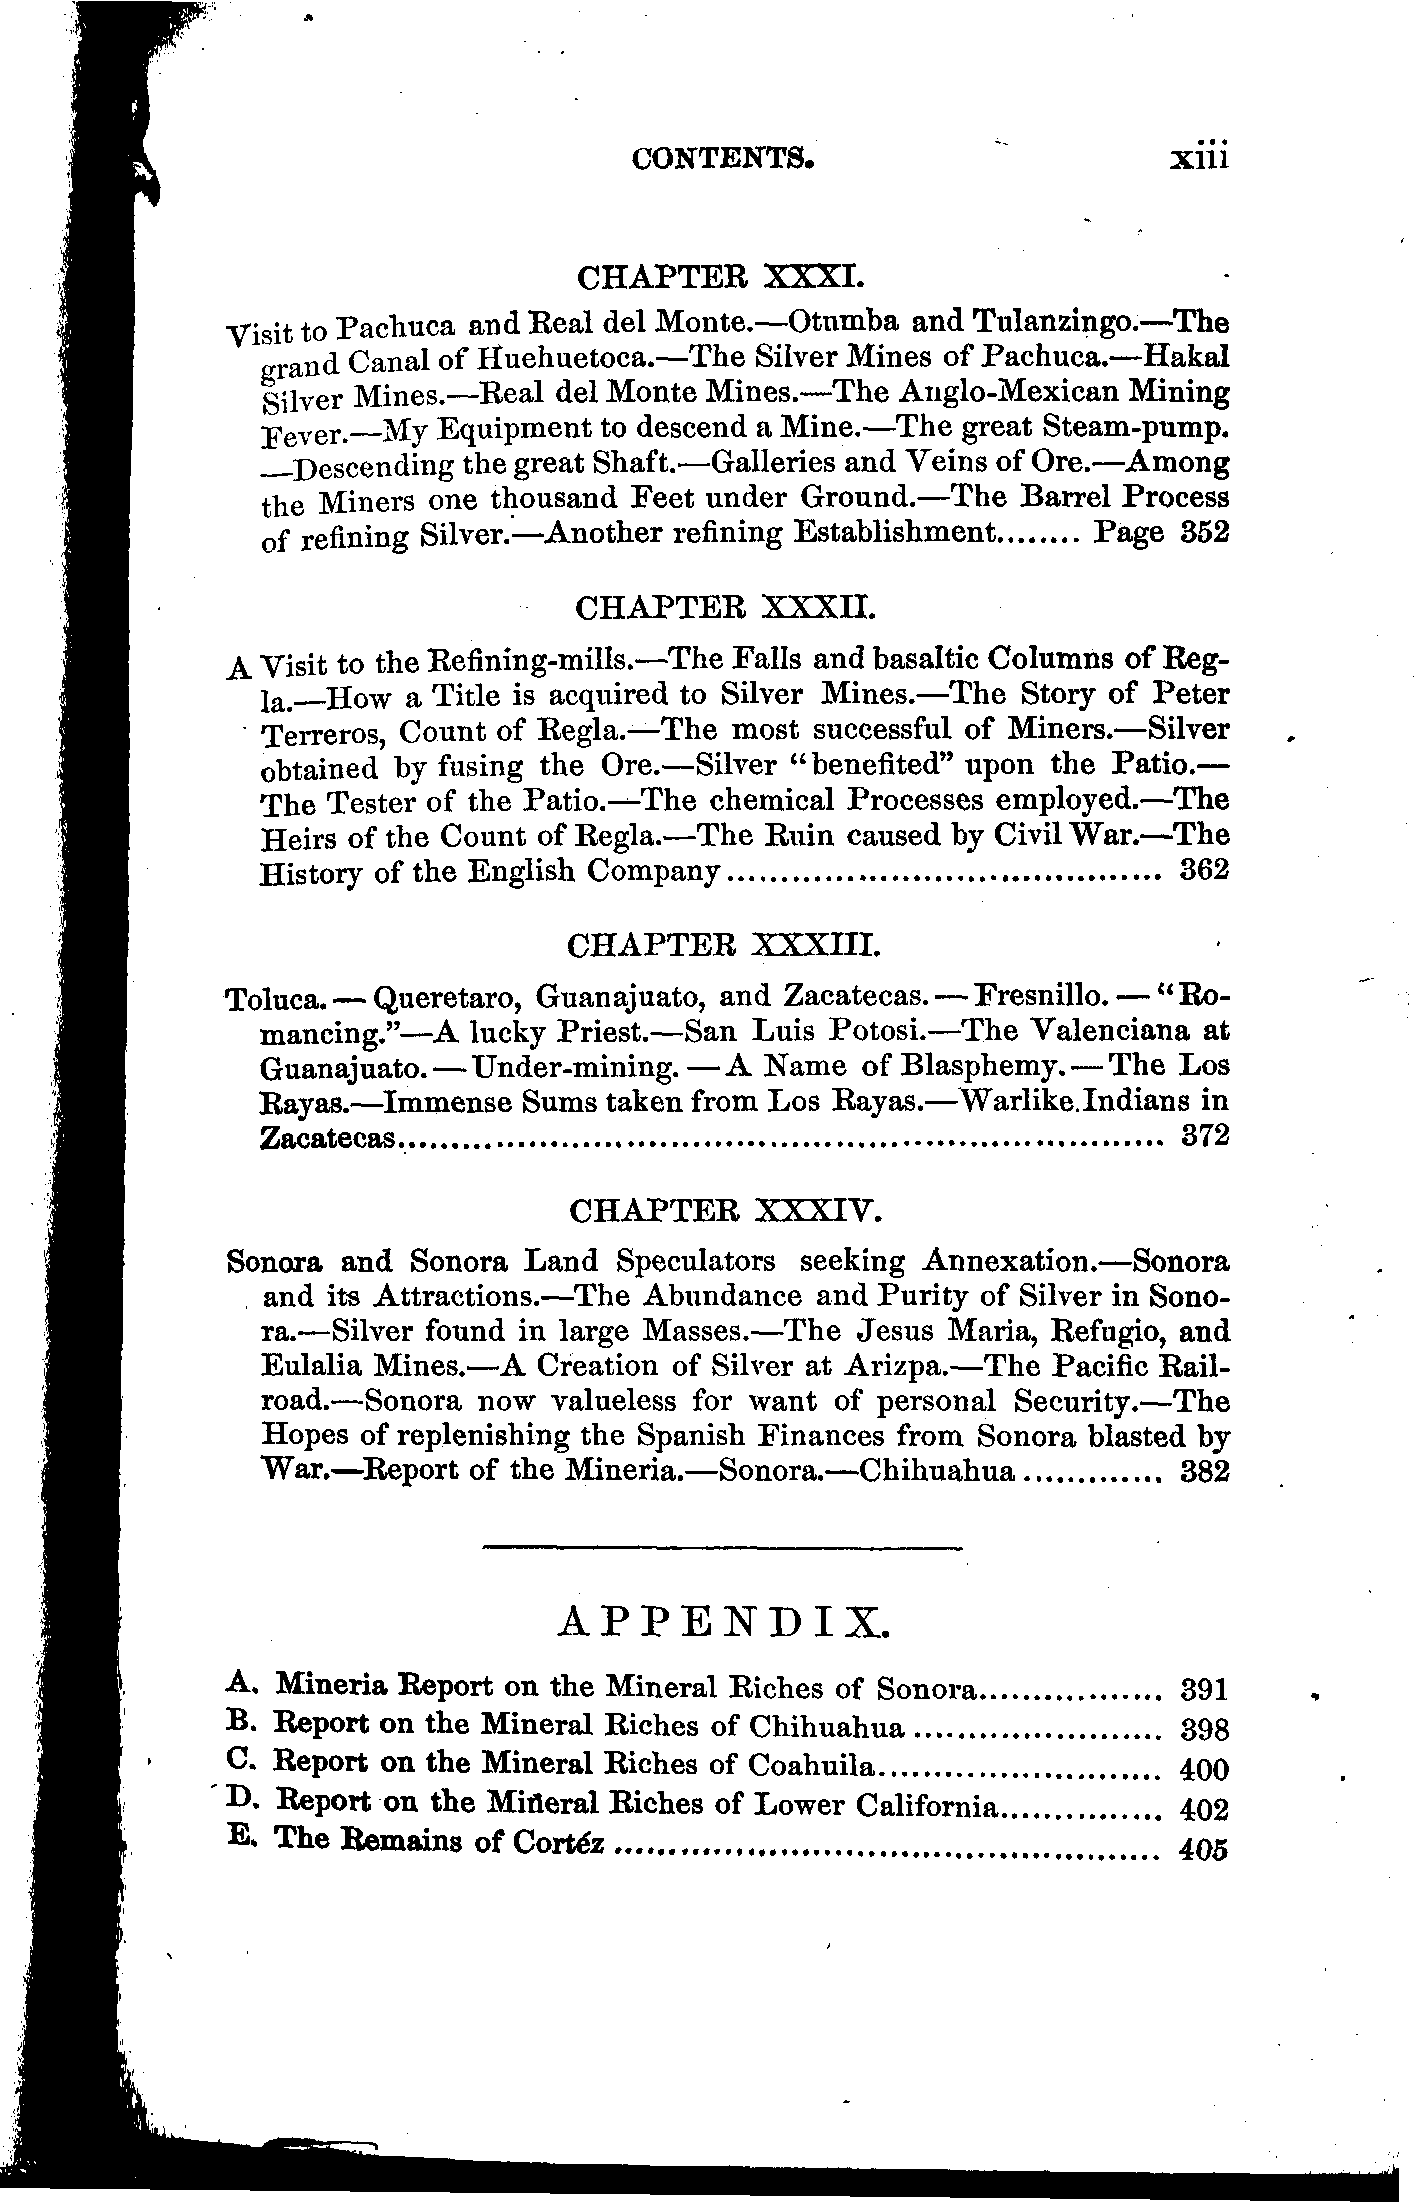 CONTENTS. xiii
CHAPTER XXXI.
Visit to Pachuca and Real del Monte.—Otumba and Tulanzingo.—The
grand Canal of Huehuetoca.—The Silver Mines of Pachuca.—Hakal
Silver Mines.—Real del Monte Mines.—The Anglo-Mexican Mining
Fever.—My Equipment to descend a Mine.—The great Steam-pump.
—Descending the great Shaft.—Galleries and Veins of Ore.—Among
the Miners one thousand Feet under Ground.—The Barrel Process
of refining Silver.—Another refining Establishment........ Page 352
CHAPTER XXXII.
A Visit to the Refining-mills.—The Falls and basaltic Columns of Reg-
la.—How a Title is acquired to Silver Mines.—The Story of Peter
Terreros, Count of Regla.—The most successful of Miners.—Silver
obtained by fusing the Ore.—Silver “benefited” upon the Patio.—
The Tester of the Patio.—The chemical Processes employed.—The
Heirs of the Count of Regla.—The Ruin caused by Civil War.—The
History of the English Company........................................ 362
CHAPTER XXXIII.
Toluca.—Queretaro, Guanajuato, and Zacatecas.—Fresnillo.—“Ro-
mancing.”—A lucky Priest.—San Luis Potosi.—The Valenciana at
Guanajuato.—Under-mining.—A Name of Blasphemy.—The Los
Rayas.—Immense Sums taken from Los Rayas.—Warlike Indians in
Zacatecas...................................................................... 372
CHAPTER XXXIV.
Sonora and Sonora Land Speculators seeking Annexation.—Sonora
and its Attractions.—The Abundance and Purity of Silver in Sono-
ra.—Silver found in large Masses.—The Jesus Maria, Refugio, and
Eulalia Mines.—A Creation of Silver at Arizpa.—The Pacific Rail-
road.—Sonora now valueless for want of personal Security.—The
Hopes of replenishing the Spanish Finances from Sonora blasted by
War.—Report of the Mineria.—Sonora.—Chihuahua............. 382
APPENDIX.
A. Mineria Report on the Mineral Riches of Sonora................. 391
B. Report on the Mineral Riches of Chihuahua....................... 398
C. Report on the Mineral Riches of Coahuila.......................... 400
D. Report on the Mineral Riches of Lower California............... 402
E. The Remains of Cortéz.................................................. 405